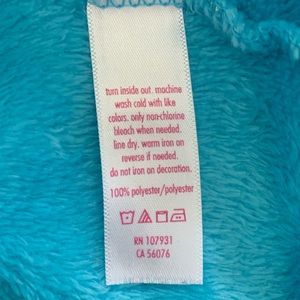 turn inside out. machine
wash cold with like
colors. only non-chlorine
bleach when needed.
line dry. warm iron on
reverse if needed.
do not iron on decoration.
100% polyester/polyester
RN 107931
CA 56076